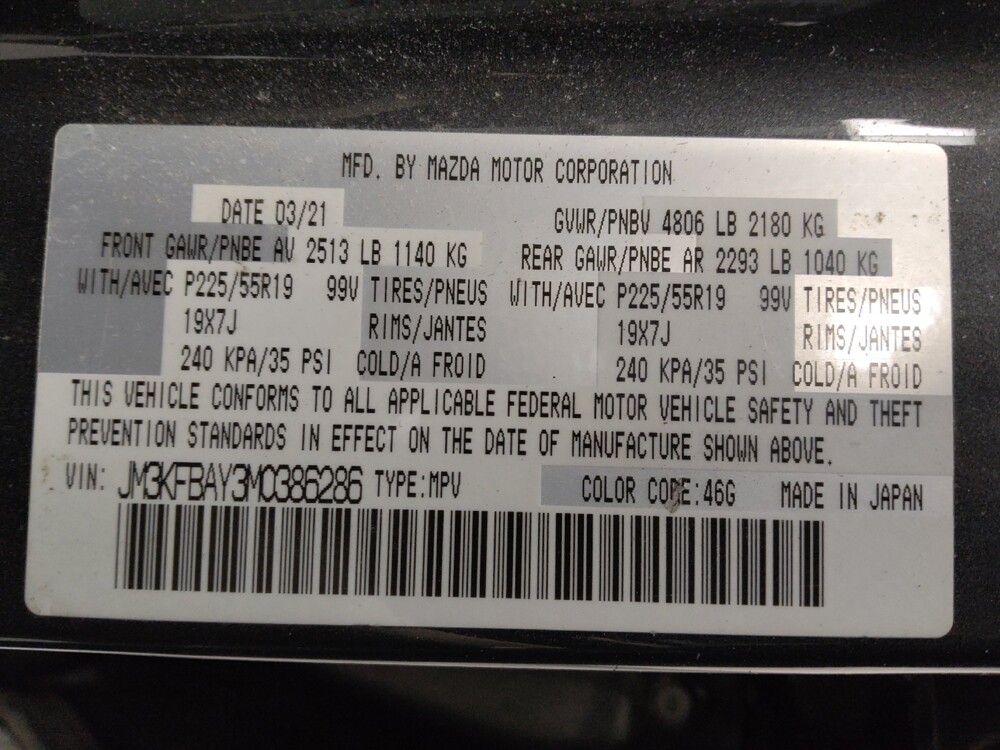 MFD. BY MAZDA MOTOR CORPORATION
DATE 03/21 GVWR/PNBV 4806 LB 2180 KG
FRONT GAWR/PNBE AV 2513 LB 1140 KG REAR GAWR/PNBE AR 2293 LB 1040 KG
WITH/AVEC P225/55R19 99V TIRES/PNEUS WITH/AVEC P225/55R19 99V TIRES/PNEUS
19X7J RIMS/JANTES 19X7J RIMS/JANTES
240 KPA/35 PSI COLD/A FROID 240 KPA/35 PSI COLD/A FROID
THIS VEHICLE CONFORMS TO ALL APPLICABLE FEDERAL MOTOR VEHICLE SAFETY AND THEFT
PREVENTION STANDARDS IN EFFECT ON THE DATE OF MANUFACTURE SHOWN ABOVE.
VIN: JM3KFBAY3M0386286 TYPE:MPV COLOR CODE:46G MADE IN JAPAN